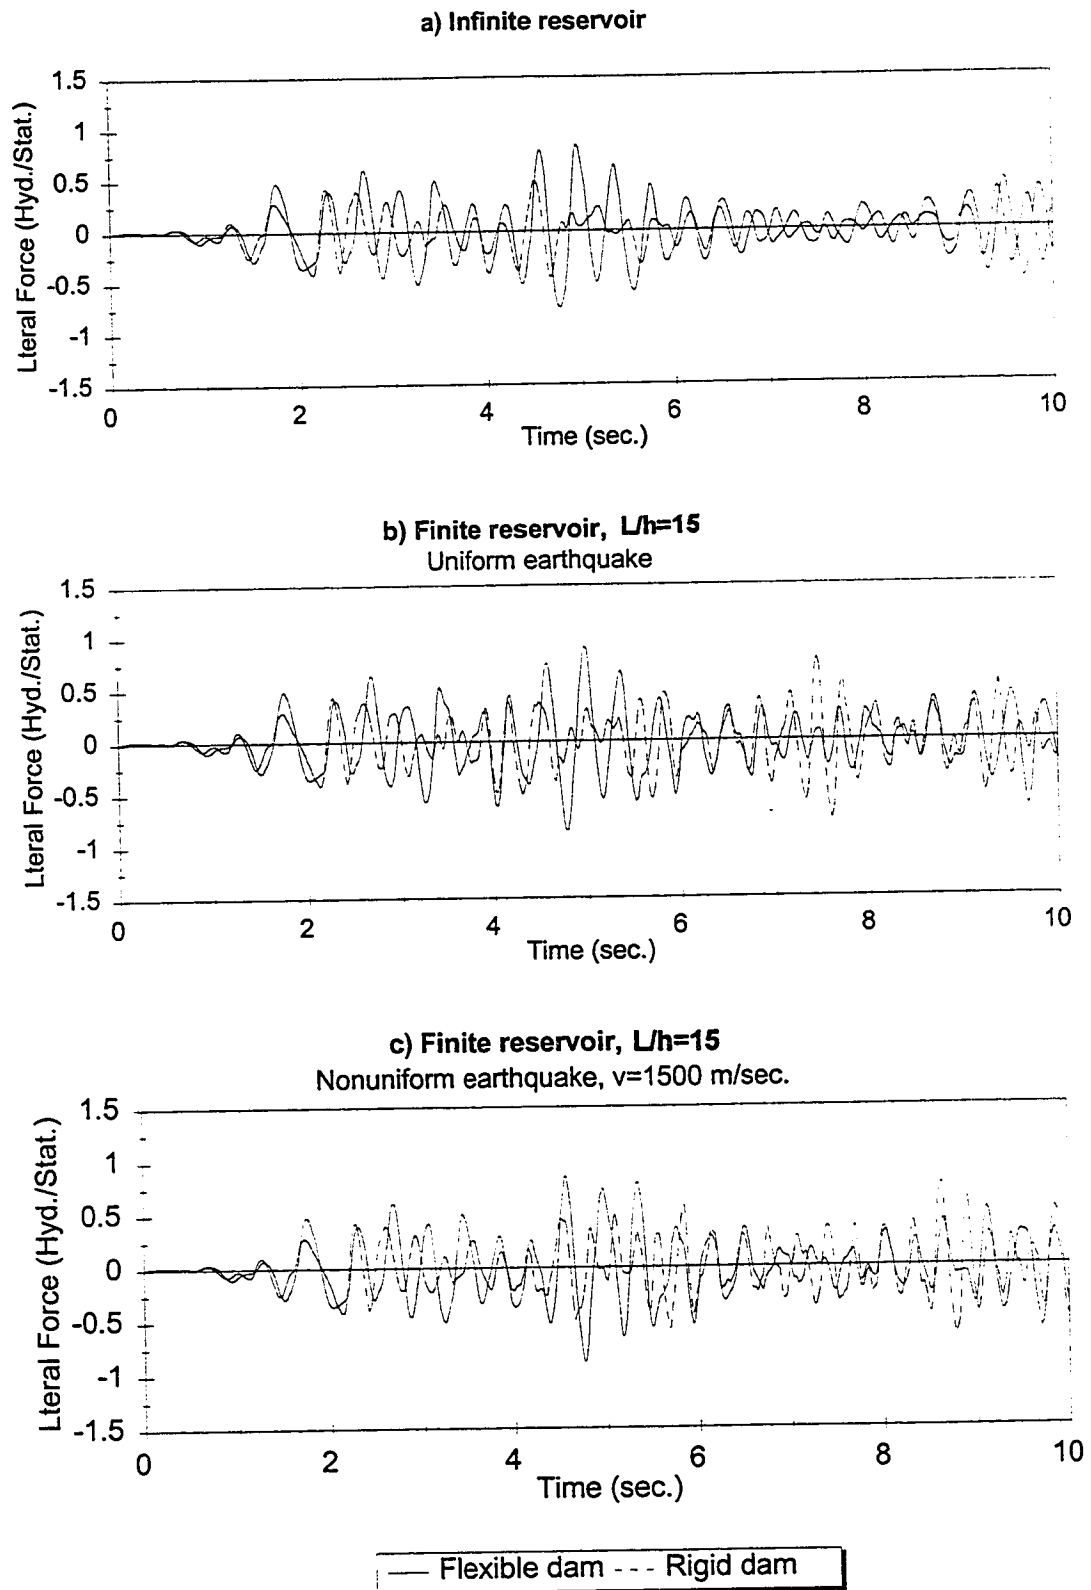 a) Infinite reservoir
1.5
1
0.5
0
-0.5
-1
-1.5
Lteral Force (Hyd./Stat.)
0 2 4 6 8 10
Time (sec.)
b) Finite reservoir, L/h=15
Uniform earthquake
1.5
1
0.5
0
-0.5
-1
-1.5
Lteral Force (Hyd./Stat.)
0 2 4 6 8 10
Time (sec.)
c) Finite reservoir, L/h=15
Nonuniform earthquake, v=1500 m/sec.
1.5
1
0.5
0
-0.5
-1
-1.5
Lteral Force (Hyd./Stat.)
0 2 4 6 8 10
Time (sec.)
Flexible dam Rigid dam